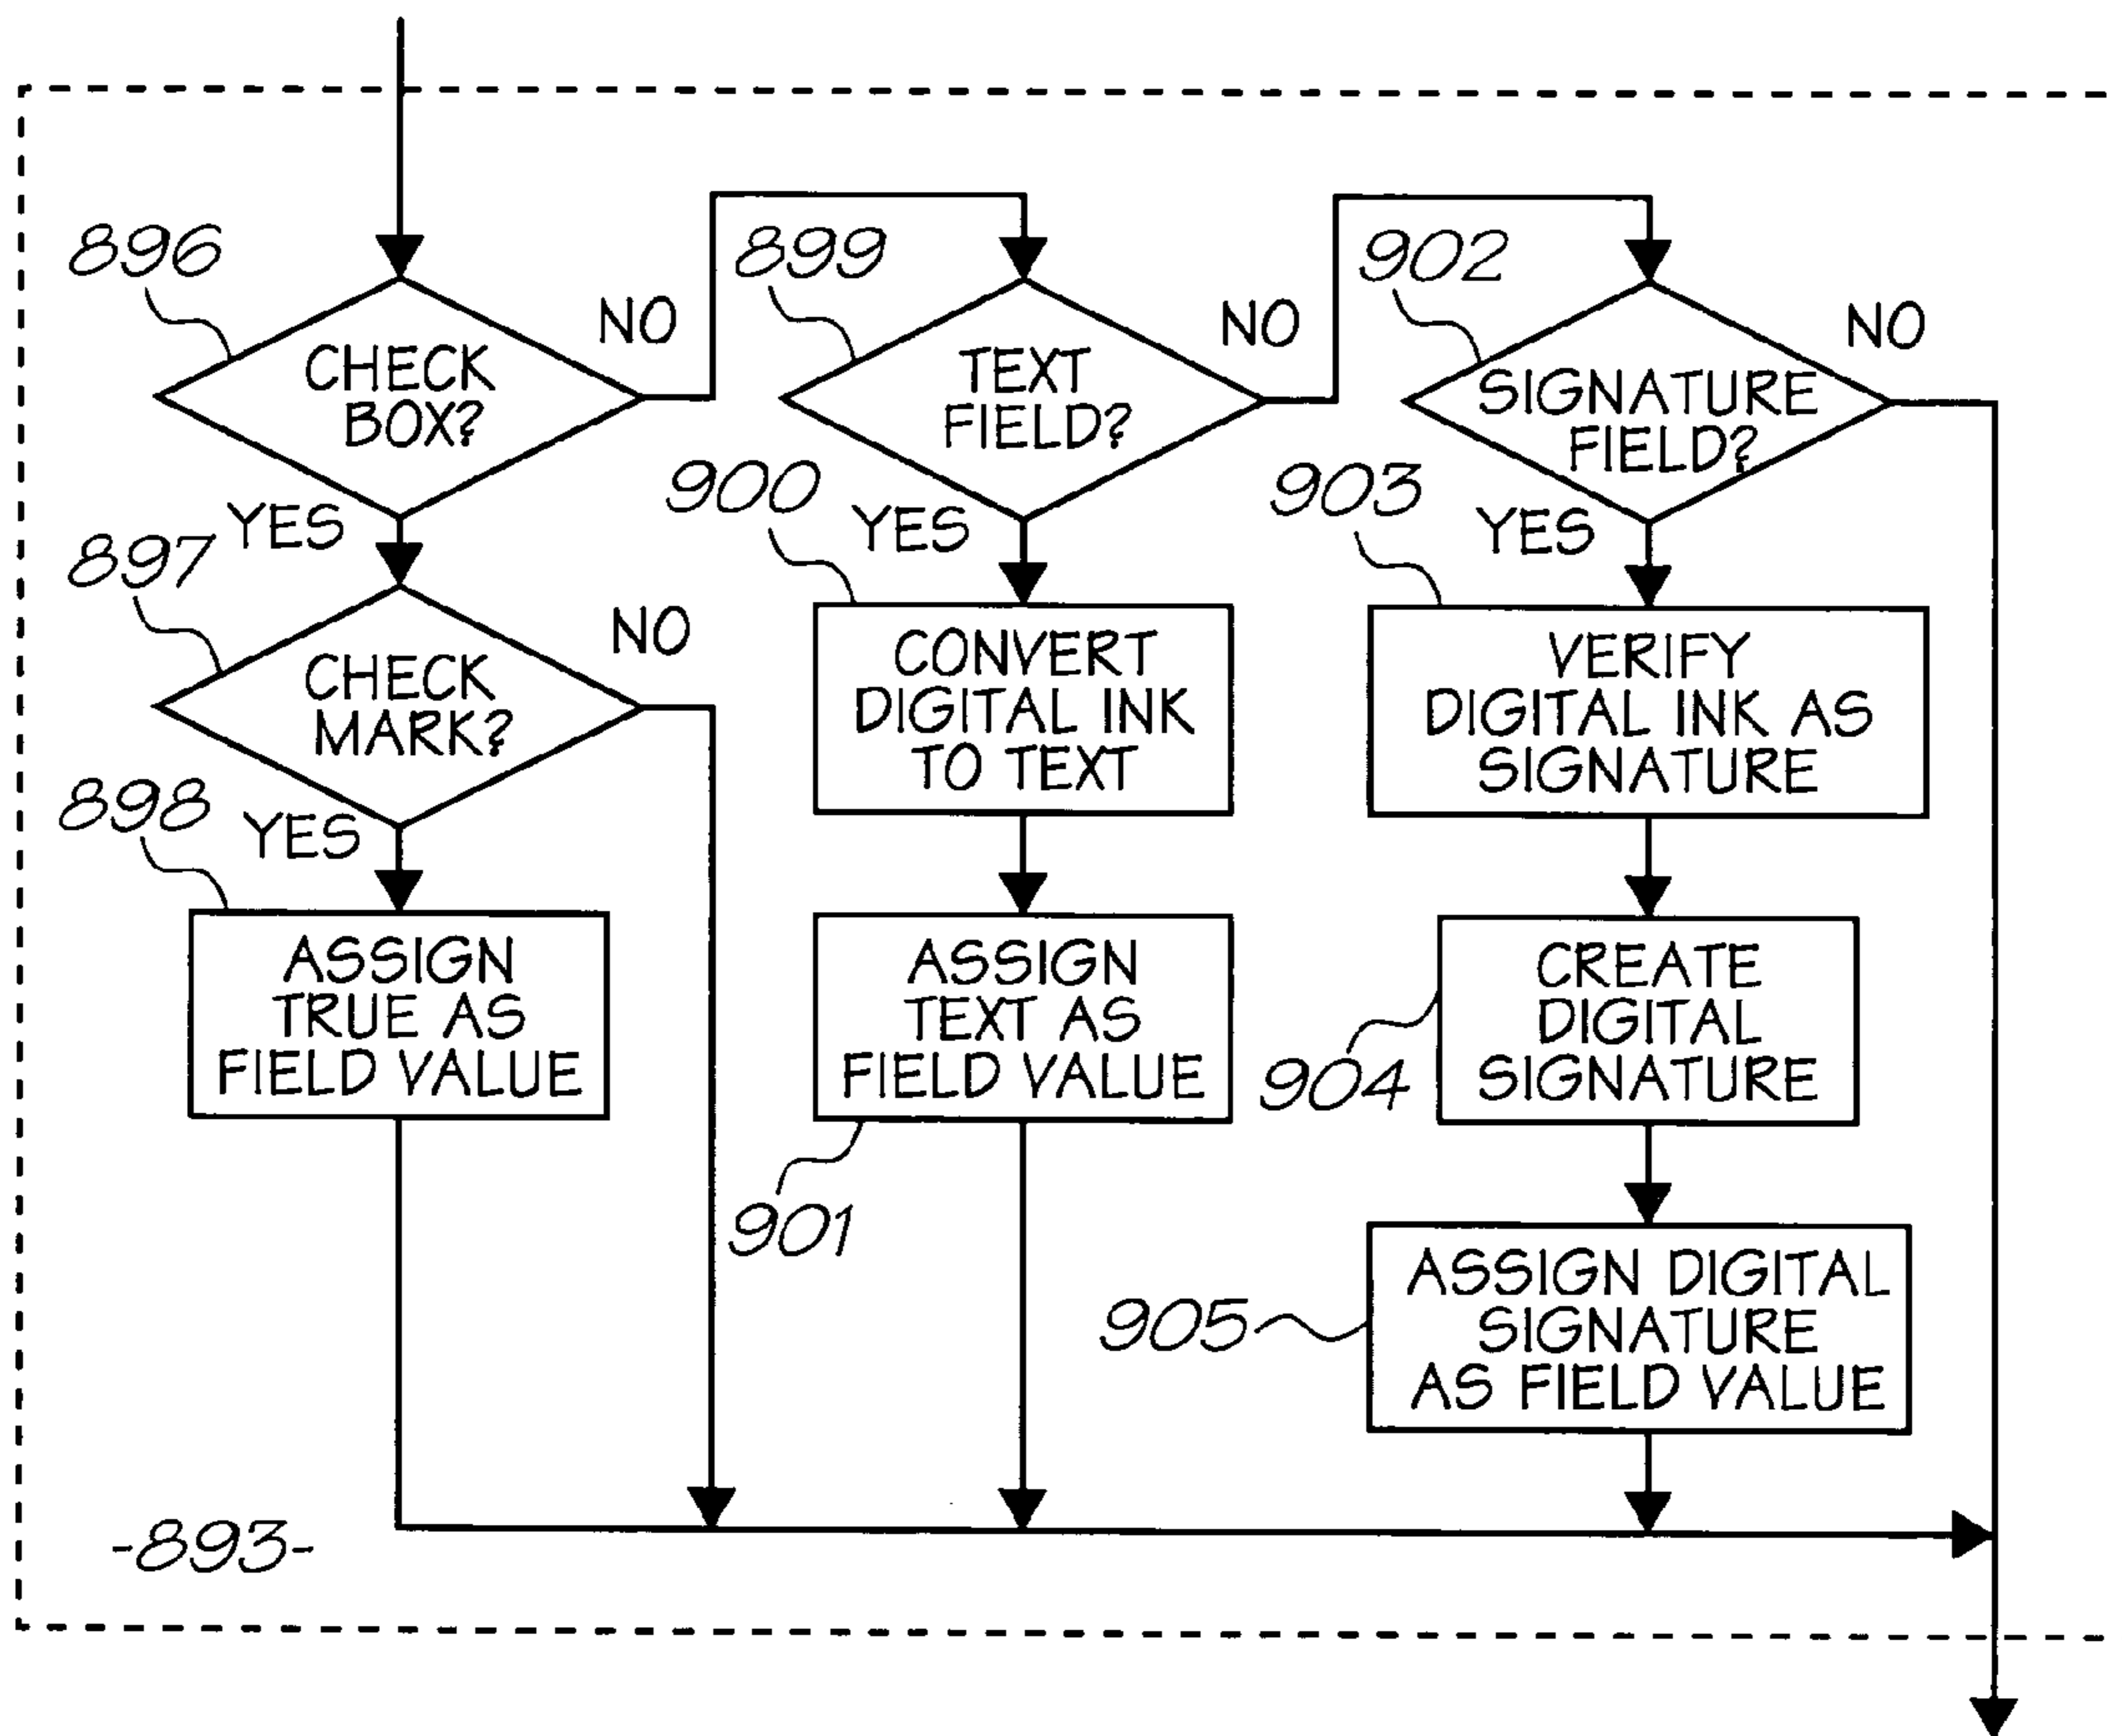 896
CHECK
BOX?
NO
YES
897
CHECK
MARK?
NO
YES
898
ASSIGN
TRUE AS
FIELD VALUE
899
TEXT
FIELD?
NO
YES
900
CONVERT
DIGITAL INK
TO TEXT
ASSIGN
TEXT AS
FIELD VALUE
901
902
SIGNATURE
FIELD?
NO
YES
903
VERIFY
DIGITAL INK AS
SIGNATURE
CREATE
DIGITAL
SIGNATURE
904
ASSIGN DIGITAL
SIGNATURE
AS FIELD VALUE
905
-893-